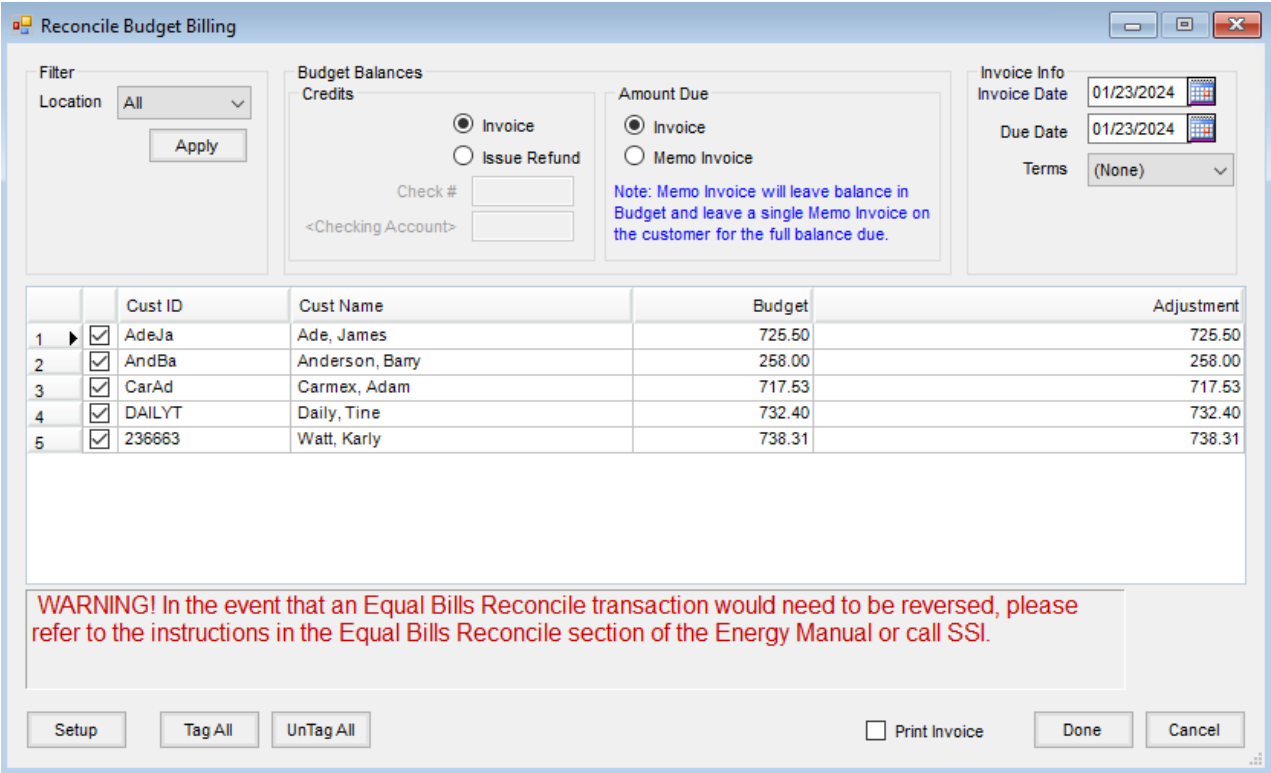 Reconcile Budget Billing
Filter
Location All
Apply
Budget Balances
Credits
Invoice
Issue Refund
Check #
<Checking Account>
Amount Due
Invoice
Memo Invoice
Note: Memo Invoice will leave balance in
Budget and leave a single Memo Invoice on
the customer for the full balance due.
Invoice Info
Invoice Date 01/23/2024
Due Date 01/23/2024
Terms (None)
Cust ID Cust Name Budget Adjustment
1 AdeJa Ade, James 725.50 725.50
2 AndBa Anderson, Barry 258.00 258.00
3 CarAd Carmex, Adam 717.53 717.53
4 DAILYT Daily, Tine 732.40 732.40
5 236663 Watt, Karly 738.31 738.31
WARNING! In the event that an Equal Bills Reconcile transaction would need to be reversed, please
refer to the instructions in the Equal Bills Reconcile section of the Energy Manual or call SSI.
Setup Tag All UnTag All Print Invoice Done Cancel